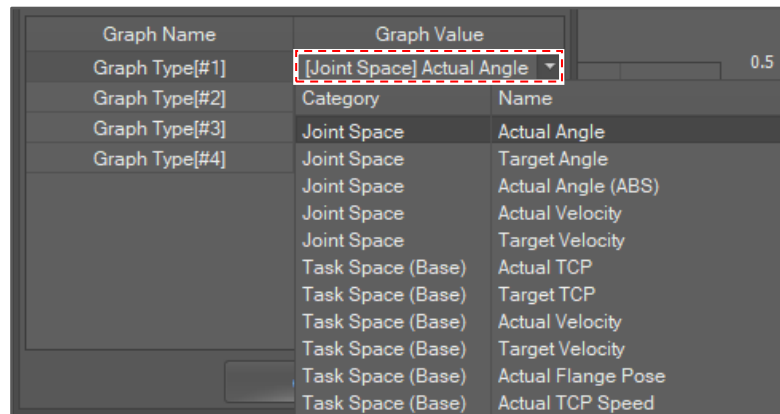 Graph Name Graph Value
Graph Type[#1] [Joint Space] Actual Angle 0.5
Graph Type[#2] Category Name
Graph Type[#3] Joint Space Actual Angle
Graph Type[#4] Joint Space Target Angle
Joint Space Actual Angle (ABS)
Joint Space Actual Velocity
Joint Space Target Velocity
Task Space (Base) Actual TCP
Task Space (Base) Target TCP
Task Space (Base) Actual Velocity
Task Space (Base) Target Velocity
Task Space (Base) Actual Flange Pose
Task Space (Base) Actual TCP Speed